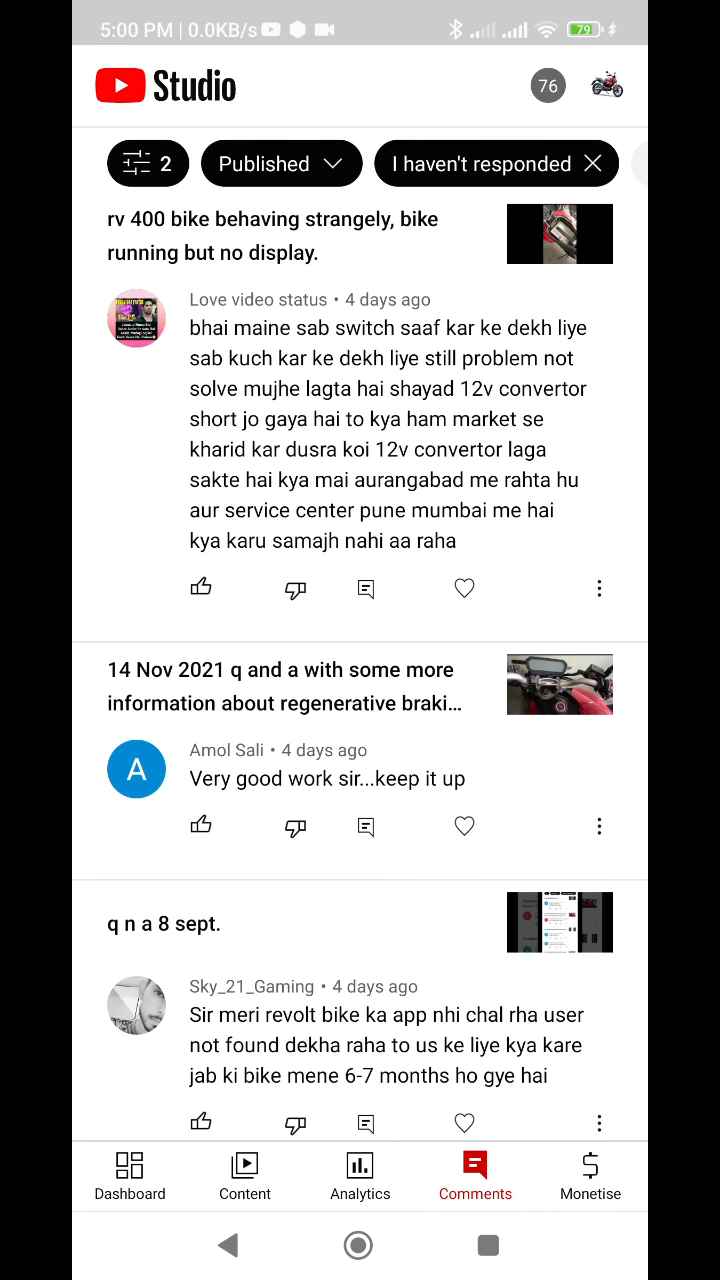 5:00 PM | 0.0KB/s
79
Studio
76
2
Published
I haven't responded
rv 400 bike behaving strangely, bike
running but no display.
Love video status • 4 days ago
bhai maine sab switch saaf kar ke dekh liye
sab kuch kar ke dekh liye still problem not
solve mujhe lagta hai shayad 12v convertor
short jo gaya hai to kya ham market se
kharid kar dusra koi 12v convertor laga
sakte hai kya mai aurangabad me rahta hu
aur service center pune mumbai me hai
kya karu samajh nahi aa raha
14 Nov 2021 q and a with some more
information about regenerative braki...
A
Amol Sali • 4 days ago
Very good work sir...keep it up
q n a 8 sept.
Sky_21_Gaming • 4 days ago
Sir meri revolt bike ka app nhi chal rha user
not found dekha raha to us ke liye kya kare
jab ki bike mene 6-7 months ho gye hai
Dashboard
Content
Analytics
Comments
Monetise